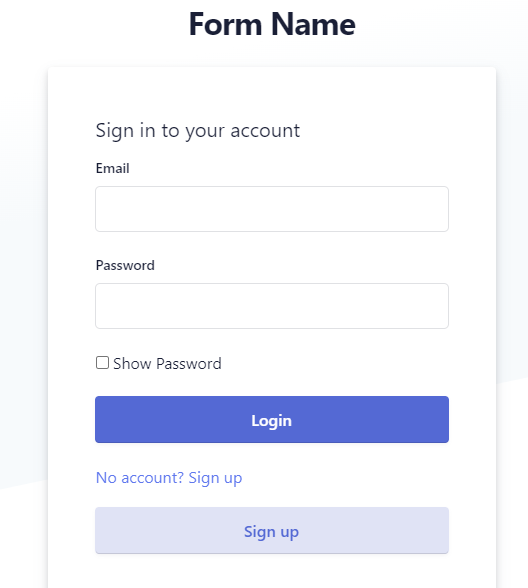 Form Name
Sign in to your account
Email
Password
Show Password
Login
No account? Sign up
Sign up